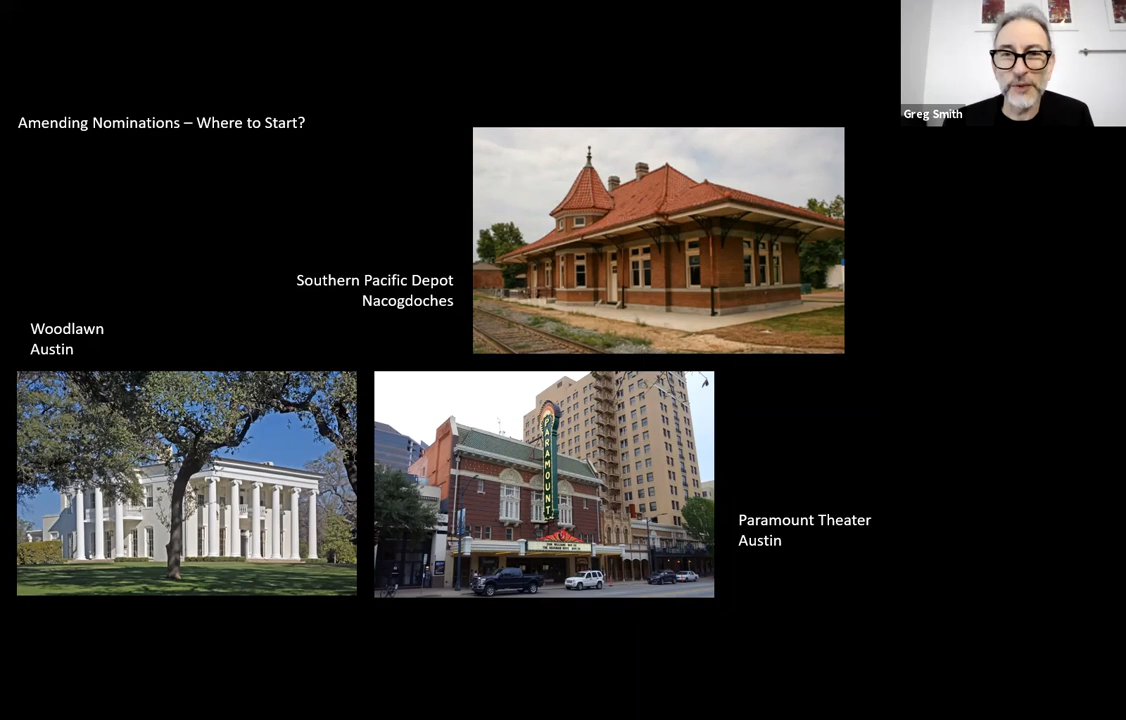 Greg Smith
Amending Nominations – Where to Start?
Southern Pacific Depot
Nacogdoches
Woodlawn
Austin
PARAMOUNT
Paramount Theater
Austin